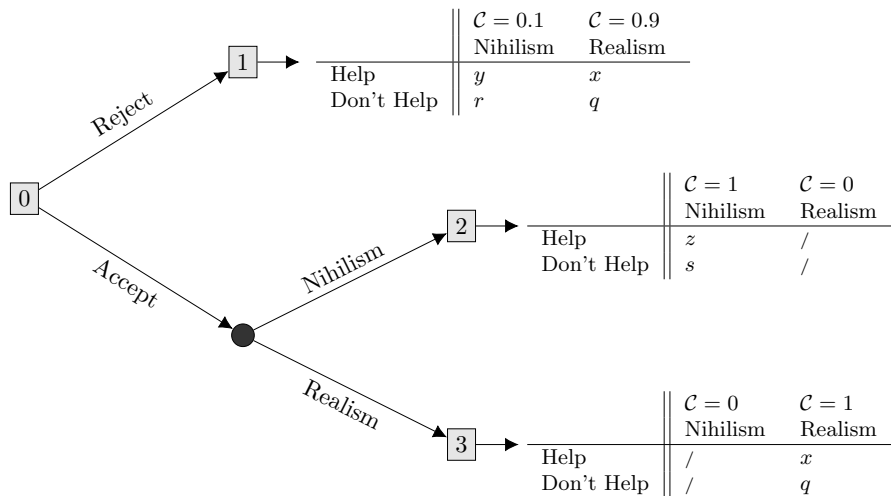 𝒞 = 0.1 𝒞 = 0.9
Nihilism Realism
1
Help y x
Don't Help r q
Reject
0
𝒞 = 1 𝒞 = 0
Nihilism Realism
2
Help z /
Don't Help s /
Nihilism
Accept
Realism
𝒞 = 0 𝒞 = 1
Nihilism Realism
3
Help / x
Don't Help / q